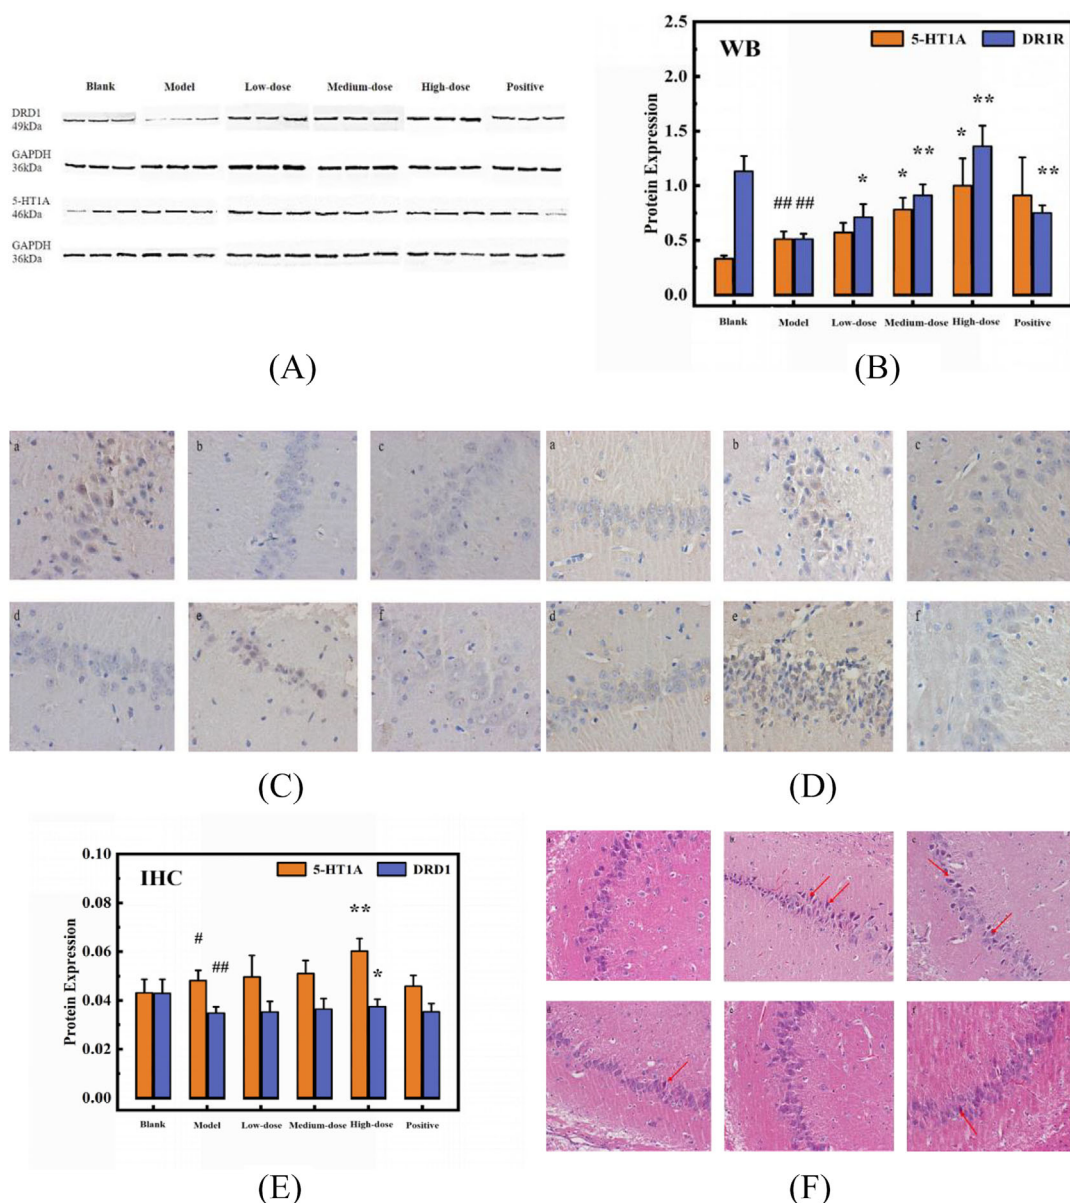 Blank Model Low-dose Medium-dose High-dose Positive
DRD1
49kDa
GAPDH
36kDa
5-HT1A
46kDa
GAPDH
36kDa
(A)
WB
5-HT1A DR1R
Protein Expression
2.5
2.0
1.5
1.0
0.5
0.0
## ## * * ** * ** **
Blank Model Low-dose Medium-dose High-dose Positive
(B)
a b c
d e f
(C)
a b c
d e f
(D)
IHC
5-HT1A DRD1
Protein Expression
0.10
0.08
0.06
0.04
0.02
0.00
# ## ** *
Blank Model Low-dose Medium-dose High-dose Positive
(E)
a b c
d e f
(F)